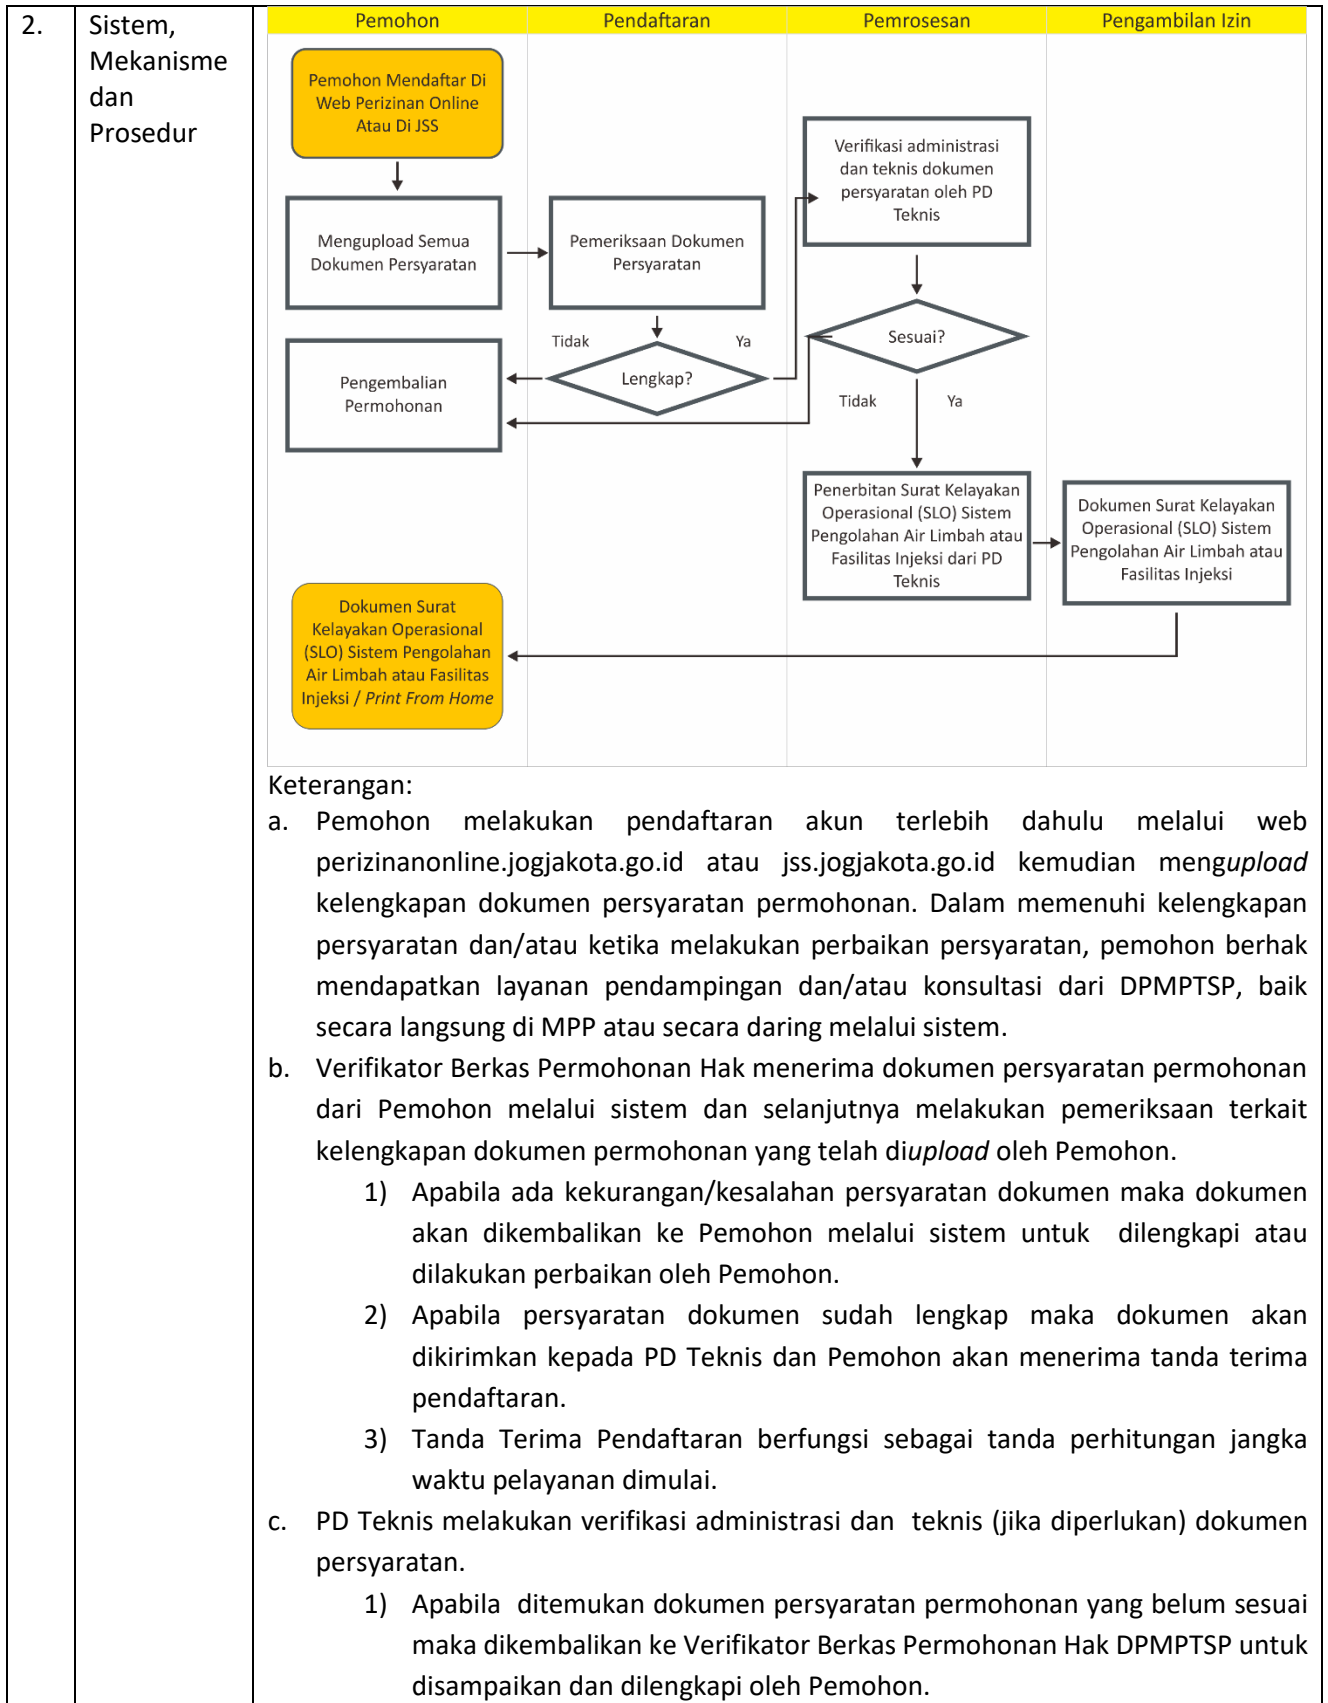 2.
Sistem,
Mekanisme
dan
Prosedur
Pemohon
Pendaftaran
Pemrosesan
Pengambilan Izin
Pemohon Mendaftar Di
Web Perizinan Online
Atau Di JSS
Mengupload Semua
Dokumen Persyaratan
Pemeriksaan Dokumen
Persyaratan
Verifikasi administrasi
dan teknis dokumen
persyaratan oleh PD
Teknis
Tidak
Ya
Lengkap?
Pengembalian
Permohonan
Sesuai?
Tidak
Ya
Penerbitan Surat Kelayakan
Operasional (SLO) Sistem
Pengolahan Air Limbah atau
Fasilitas Injeksi dari PD
Teknis
Dokumen Surat Kelayakan
Operasional (SLO) Sistem
Pengolahan Air Limbah atau
Fasilitas Injeksi
Dokumen Surat
Kelayakan Operasional
(SLO) Sistem Pengolahan
Air Limbah atau Fasilitas
Injeksi / Print From Home
Keterangan:
a. Pemohon melakukan pendaftaran akun terlebih dahulu melalui web
perizinanonline.jogjakota.go.id atau jss.jogjakota.go.id kemudian mengupload
kelengkapan dokumen persyaratan permohonan. Dalam memenuhi kelengkapan
persyaratan dan/atau ketika melakukan perbaikan persyaratan, pemohon berhak
mendapatkan layanan pendampingan dan/atau konsultasi dari DPMPTSP, baik
secara langsung di MPP atau secara daring melalui sistem.
b. Verifikator Berkas Permohonan Hak menerima dokumen persyaratan permohonan
dari Pemohon melalui sistem dan selanjutnya melakukan pemeriksaan terkait
kelengkapan dokumen permohonan yang telah diupload oleh Pemohon.
1) Apabila ada kekurangan/kesalahan persyaratan dokumen maka dokumen
akan dikembalikan ke Pemohon melalui sistem untuk dilengkapi atau
dilakukan perbaikan oleh Pemohon.
2) Apabila persyaratan dokumen sudah lengkap maka dokumen akan
dikirimkan kepada PD Teknis dan Pemohon akan menerima tanda terima
pendaftaran.
3) Tanda Terima Pendaftaran berfungsi sebagai tanda perhitungan jangka
waktu pelayanan dimulai.
c. PD Teknis melakukan verifikasi administrasi dan teknis (jika diperlukan) dokumen
persyaratan.
1) Apabila ditemukan dokumen persyaratan permohonan yang belum sesuai
maka dikembalikan ke Verifikator Berkas Permohonan Hak DPMPTSP untuk
disampaikan dan dilengkapi oleh Pemohon.